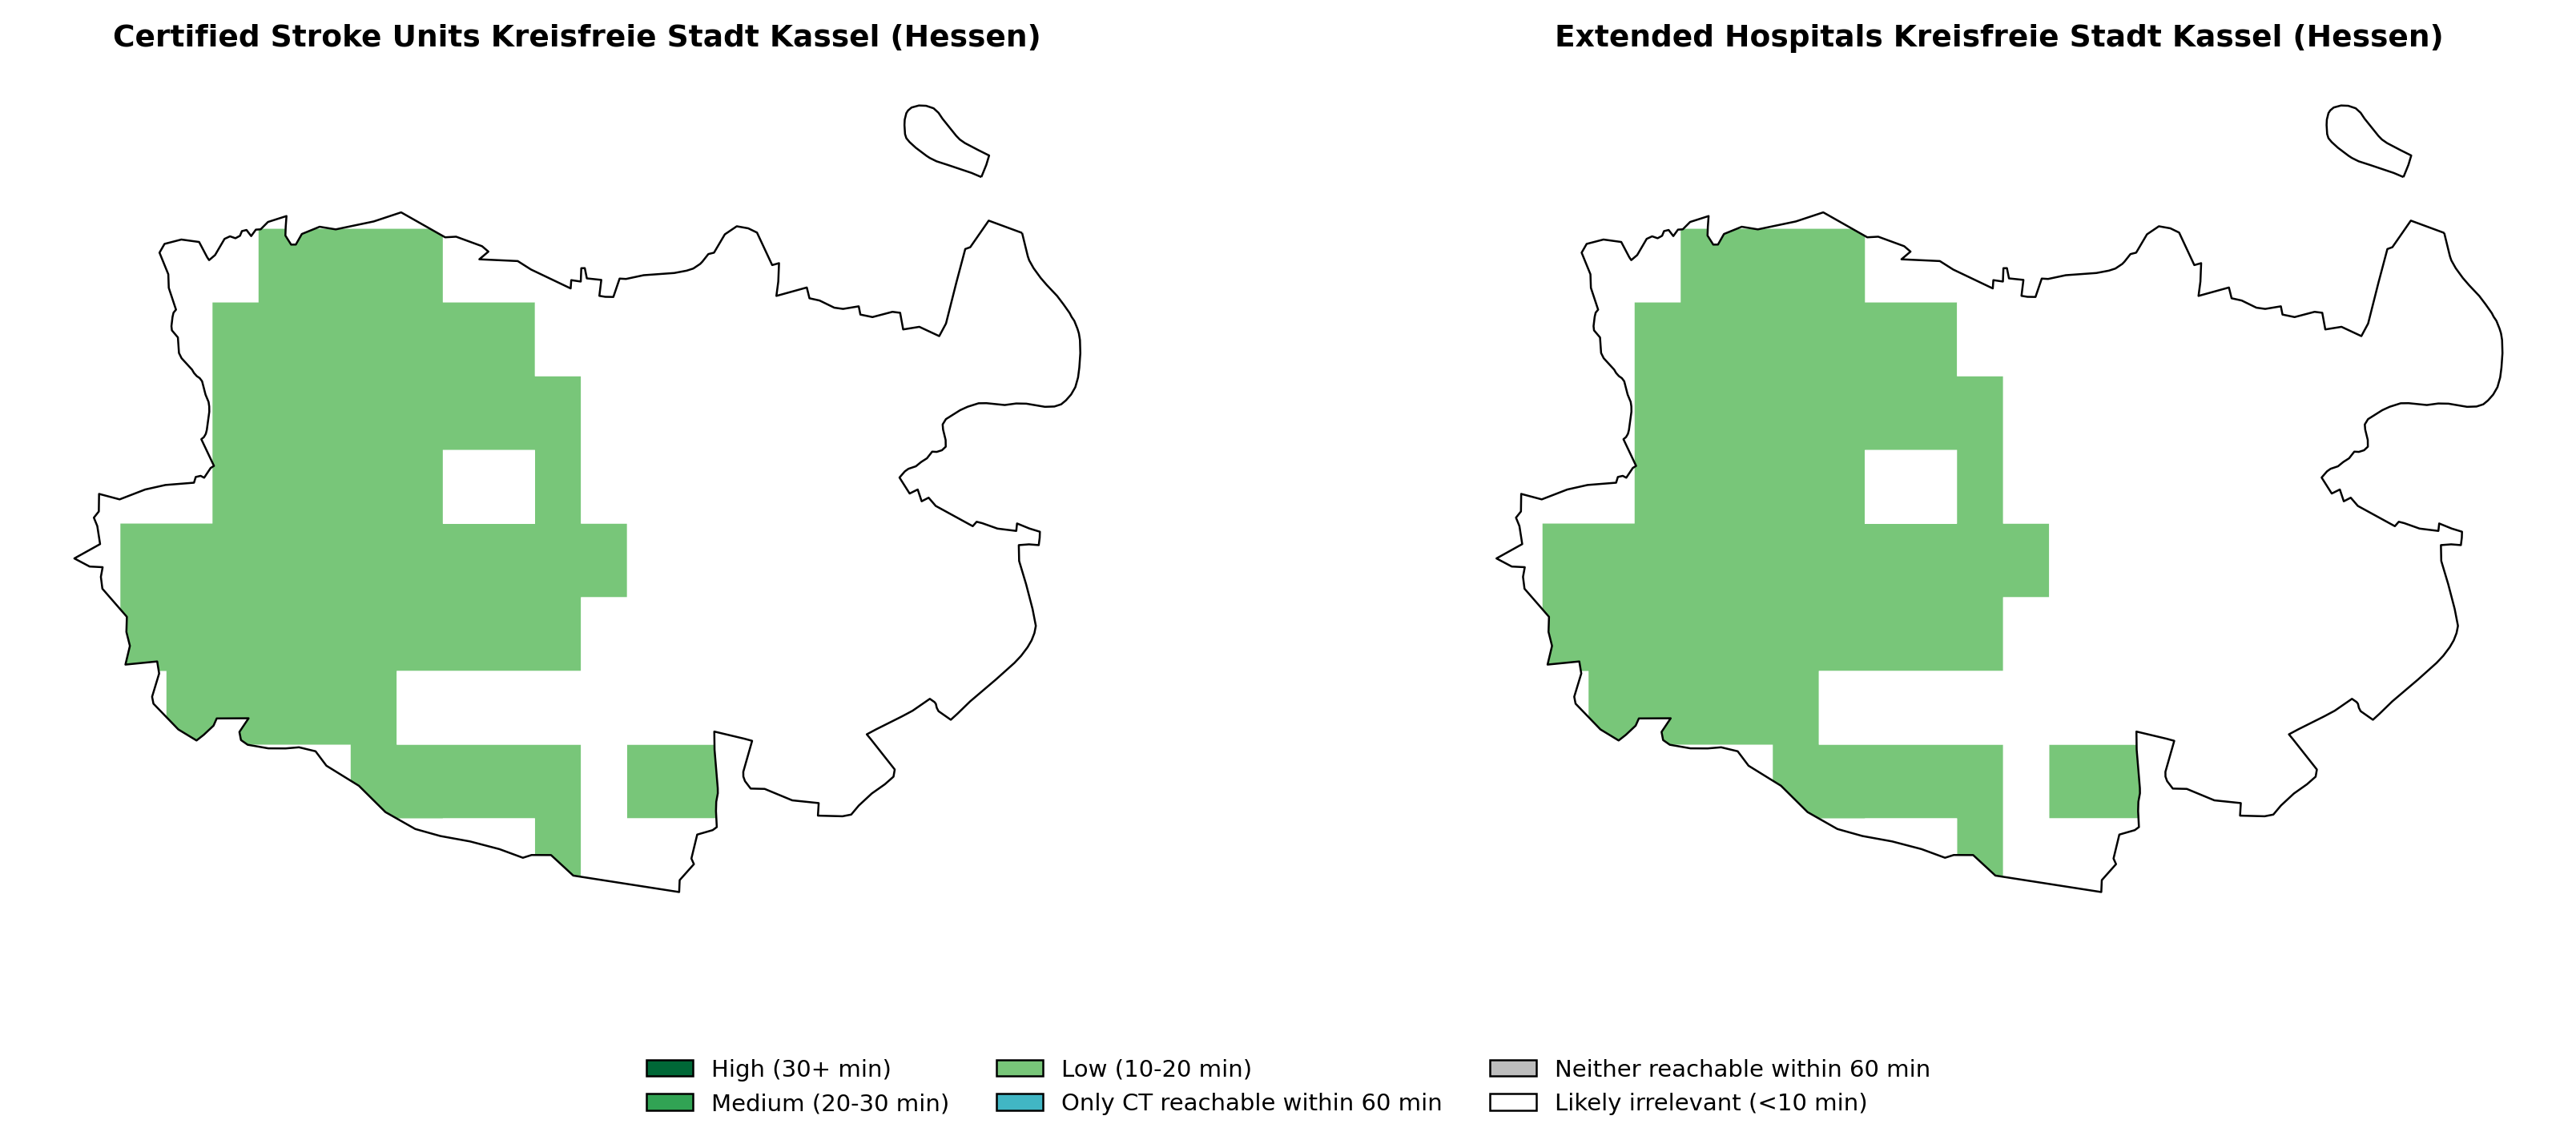 Certified Stroke Units Kreisfreie Stadt Kassel (Hessen)
Extended Hospitals Kreisfreie Stadt Kassel (Hessen)
High (30+ min)
Medium (20-30 min)
Low (10-20 min)
Only CT reachable within 60 min
Neither reachable within 60 min
Likely irrelevant (<10 min)